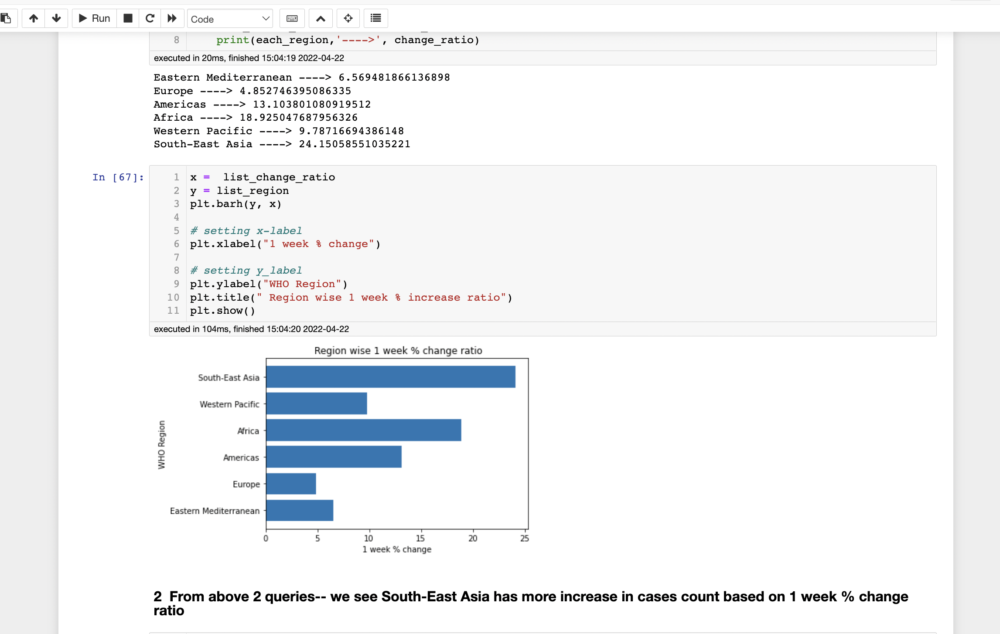 Run
Code
8 print(each_region,'---->', change_ratio)
executed in 20ms, finished 15:04:19 2022-04-22
Eastern Mediterranean ----> 6.569481866136898
Europe ----> 4.852746395086335
Americas ----> 13.103801080919512
Africa ----> 18.925047687956326
Western Pacific ----> 9.78716694386148
South-East Asia ----> 24.15058551035221
In [67]:
1 x =  list_change_ratio
2 y = list_region
3 plt.barh(y, x)
4
5 # setting x-label
6 plt.xlabel("1 week % change")
7
8 # setting y_label
9 plt.ylabel("WHO Region")
10 plt.title(" Region wise 1 week % increase ratio")
11 plt.show()
executed in 104ms, finished 15:04:20 2022-04-22
Region wise 1 week % change ratio
South-East Asia
Western Pacific
Africa
Americas
Europe
Eastern Mediterranean
WHO Region
0 5 10 15 20 25
1 week % change
2 From above 2 queries-- we see South-East Asia has more increase in cases count based on 1 week % change
ratio